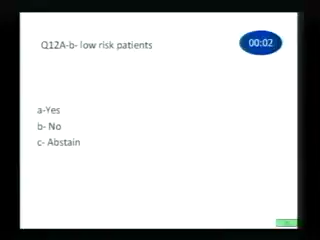 Q12A-b- low risk patients
00:02
a-Yes
b- No
c- Abstain